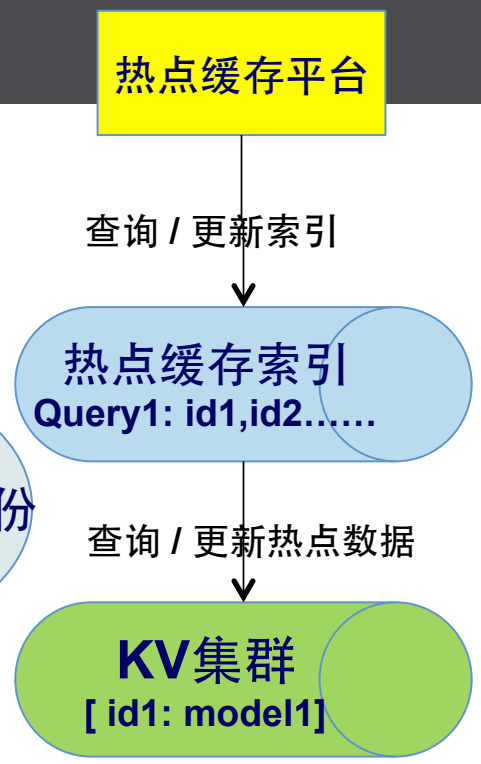 热点缓存平台
查询 / 更新索引
热点缓存索引
Query1: id1,id2……
份
查询 / 更新热点数据
KV集群
[ id1: model1]